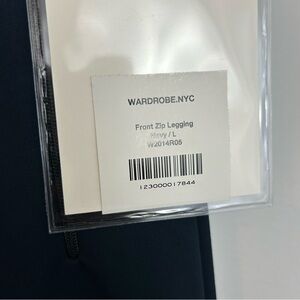 WARDROBE.NYC
Front Zip Legging
Navy / L
W2014R05
123000017844